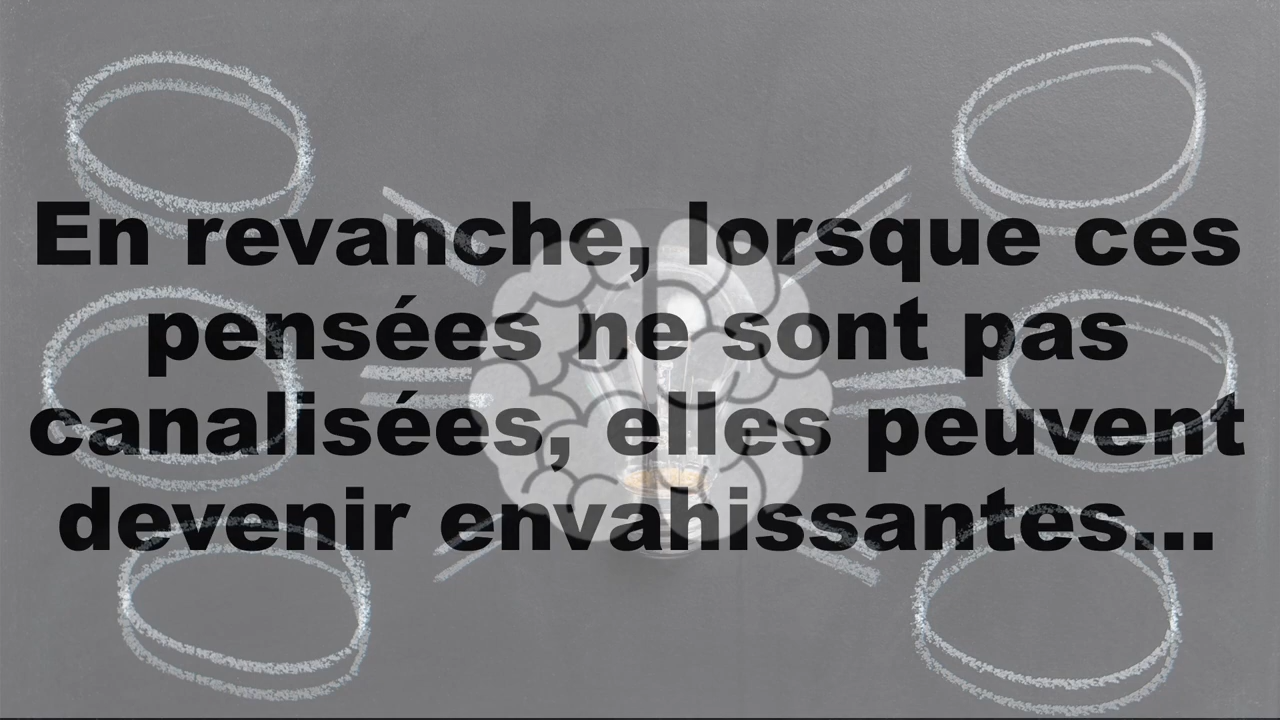 En revanche, lorsque ces
pensées ne sont pas
canalisées, elles peuvent
devenir envahissantes...